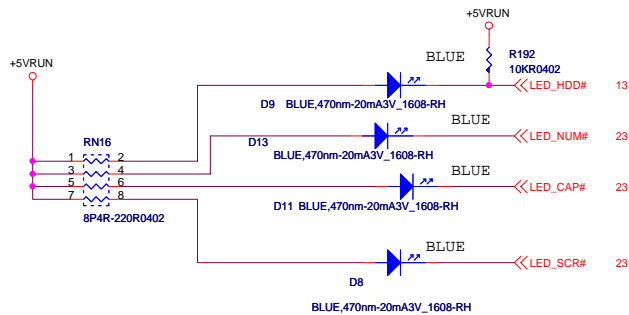 +5VRUN
BLUE
R192
10KR0402
+5VRUN
LED_HDD#
13
D9
BLUE,470nm-20mA3V_1608-RH
BLUE
LED_NUM#
23
D13
BLUE,470nm-20mA3V_1608-RH
RN16
1
2
3
4
5
6
7
8
8P4R-220R0402
BLUE
LED_CAP#
23
D11
BLUE,470nm-20mA3V_1608-RH
BLUE
LED_SCR#
23
D8
BLUE,470nm-20mA3V_1608-RH